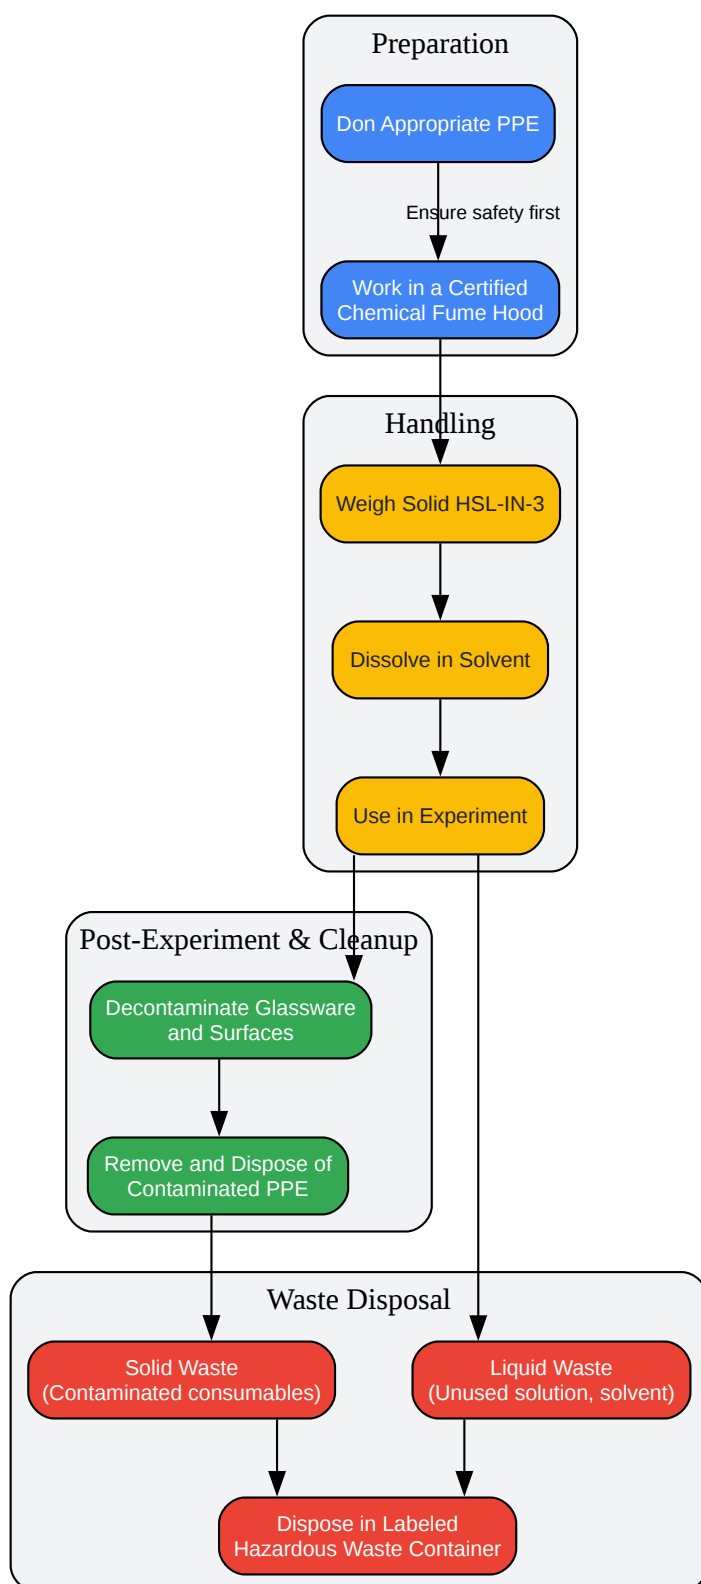 Preparation
Don Appropriate PPE
Ensure safety first
Work in a Certified
Chemical Fume Hood
Handling
Weigh Solid HSL-IN-3
Dissolve in Solvent
Use in Experiment
Post-Experiment & Cleanup
Decontaminate Glassware
and Surfaces
Remove and Dispose of
Contaminated PPE
Waste Disposal
Solid Waste
(Contaminated consumables)
Liquid Waste
(Unused solution, solvent)
Dispose in Labeled
Hazardous Waste Container